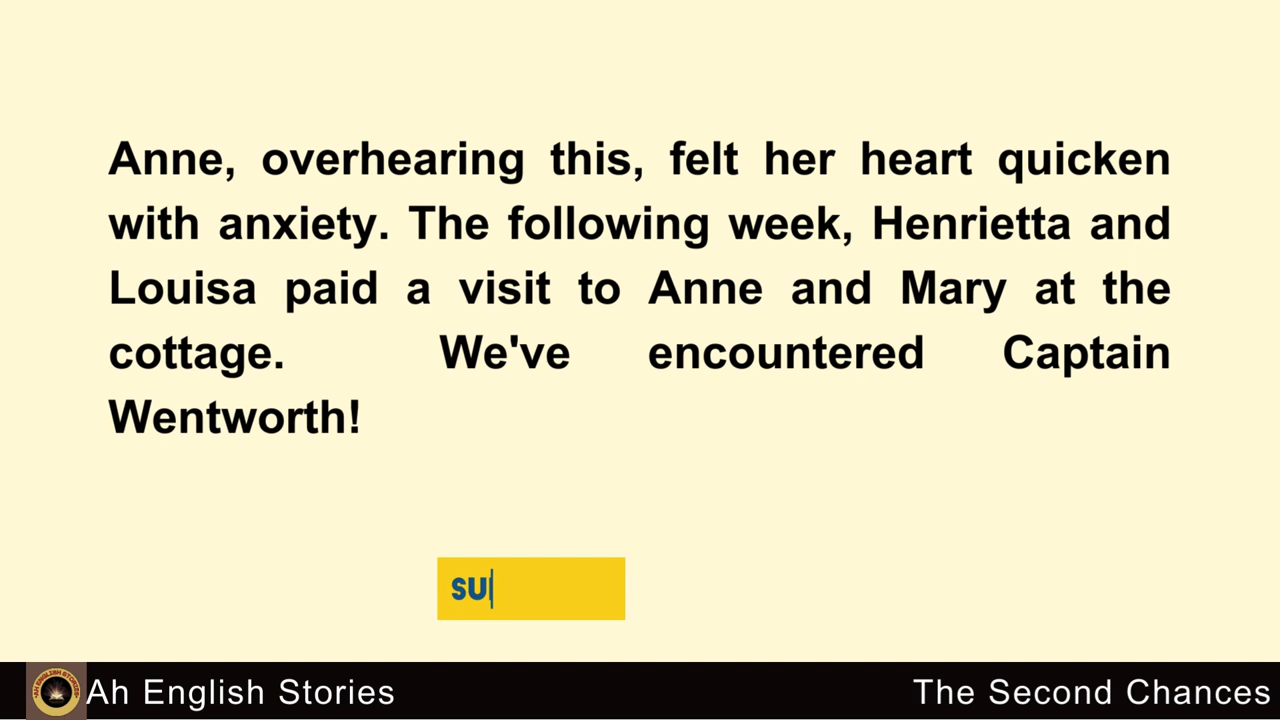 Anne, overhearing this, felt her heart quicken
with anxiety. The following week, Henrietta and
Louisa paid a visit to Anne and Mary at the
cottage. We've encountered Captain
Wentworth!
SU
Ah English Stories
The Second Chances